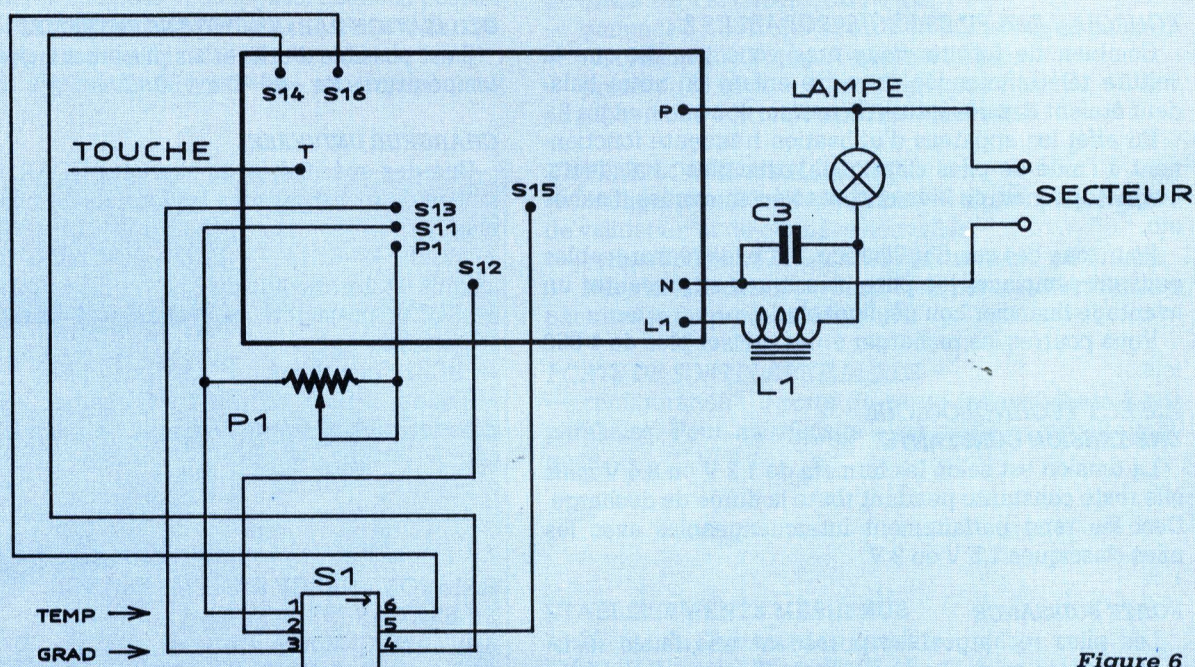 S14 S16
TOUCHE
T
S13
S11
P1
S15
S12
P
LAMPE
SECTEUR
C3
N
L1
L1
P1
S1
1 6
2 5
3 4
TEMP
GRAD
Figure 6